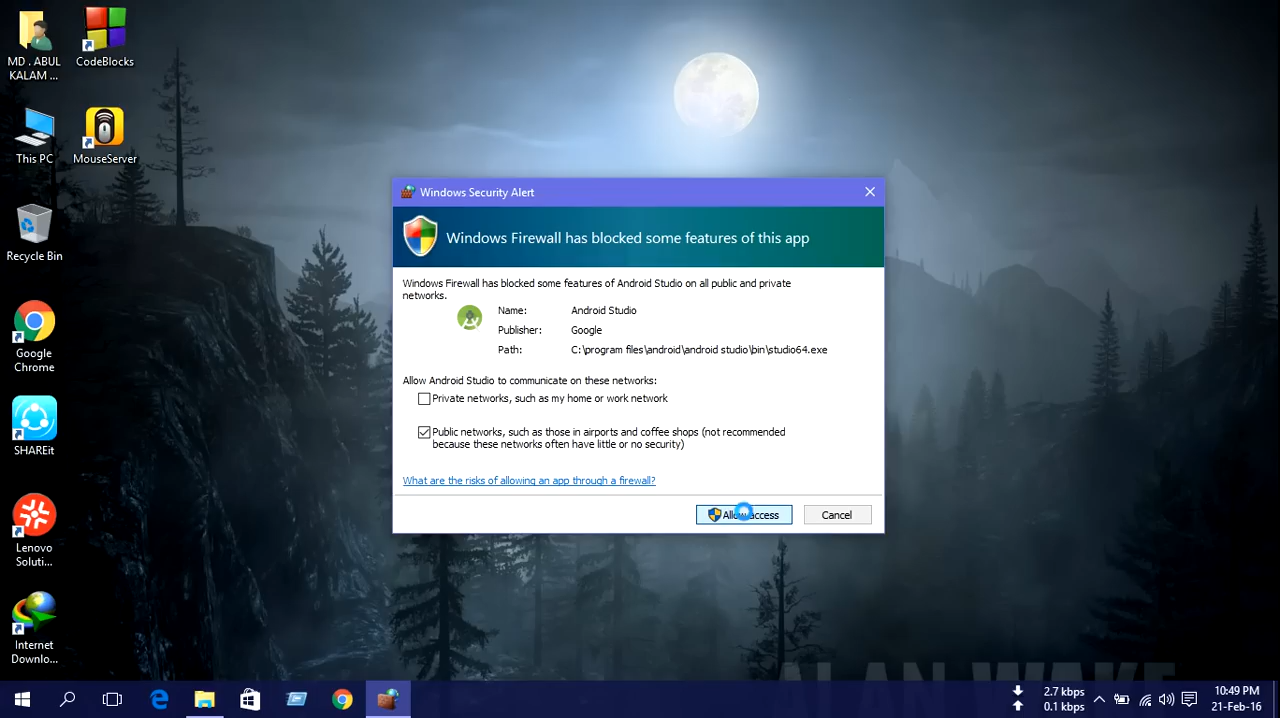 MD . ABUL
KALAM ...
CodeBlocks
This PC
MouseServer
Recycle Bin
Google
Chrome
SHAREit
Lenovo
Soluti...
Internet
Downlo...
Windows Security Alert
Windows Firewall has blocked some features of this app
Windows Firewall has blocked some features of Android Studio on all public and private
networks.
Name: Android Studio
Publisher: Google
Path: C:\program files\android\android studio\bin\studio64.exe
Allow Android Studio to communicate on these networks:
Private networks, such as my home or work network
Public networks, such as those in airports and coffee shops (not recommended
because these networks often have little or no security)
What are the risks of allowing an app through a firewall?
Allow access
Cancel
ALAN WAKE
2.7 kbps
0.1 kbps
10:49 PM
21-Feb-16